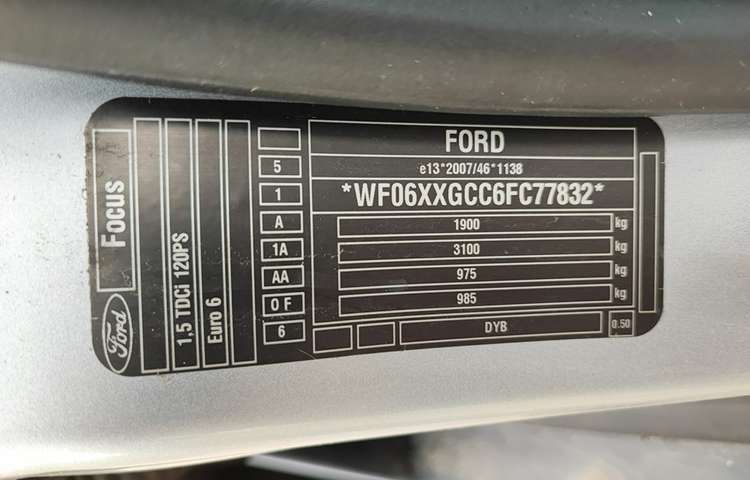 Ford
Focus
1,5 TDCi 120PS
Euro 6
5
1
A
1A
AA
0 F
6
FORD
e13*2007/46*1138
*WF06XXGCC6FC77832*
1900 kg
3100 kg
975 kg
985 kg
DYB
0.50